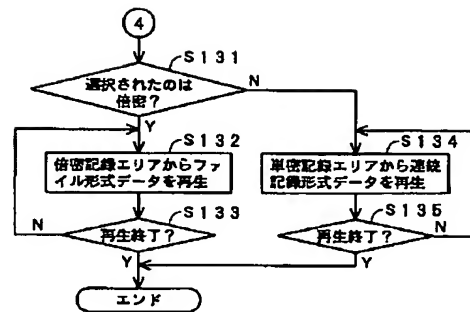 4
S131
選択されたのは
倍密？
N
Y
S132
倍密記録エリアからファ
イル形式データを再生
S134
単密記録エリアから連続
記録形式データを再生
S133
再生終了？
N
Y
S135
再生終了？
N
Y
エンド